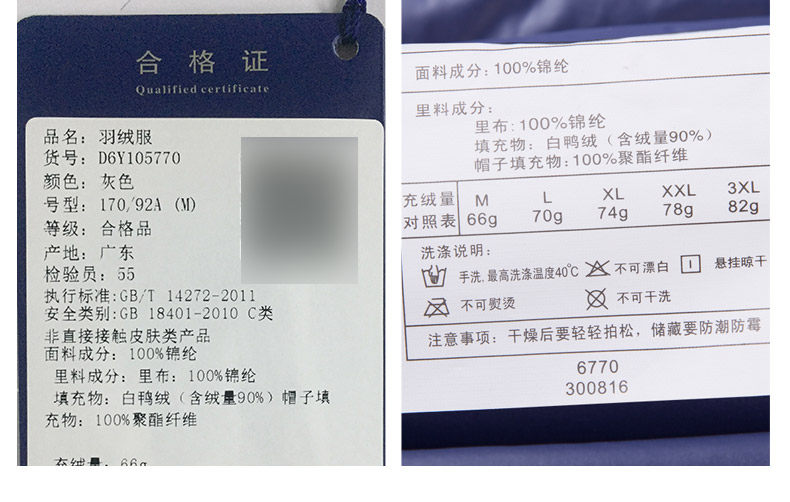 合格证
Qualified certificate
品名：羽绒服
货号：D6Y105770
颜色：灰色
号型：170/92A (M)
等级：合格品
产地：广东
检验员：55
执行标准:GB/T 14272-2011
安全类别:GB 18401-2010 C类
非直接接触皮肤类产品
面料成分：100%锦纶
里料成分：里布：100%锦纶
填充物：白鸭绒（含绒量90%）帽子填
充物：100%聚酯纤维
充绒量：66g
面料成分：100%锦纶
里料成分：
里布：100%锦纶
填充物：白鸭绒（含绒量90%）
帽子填充物：100%聚酯纤维
充绒量 M L XL XXL 3XL
对照表 66g 70g 74g 78g 82g
洗涤说明：
手洗,最高洗涤温度40℃ 不可漂白 悬挂晾干
不可熨烫 不可干洗
注意事项：干燥后要轻轻拍松，储藏要防潮防霉
6770
300816